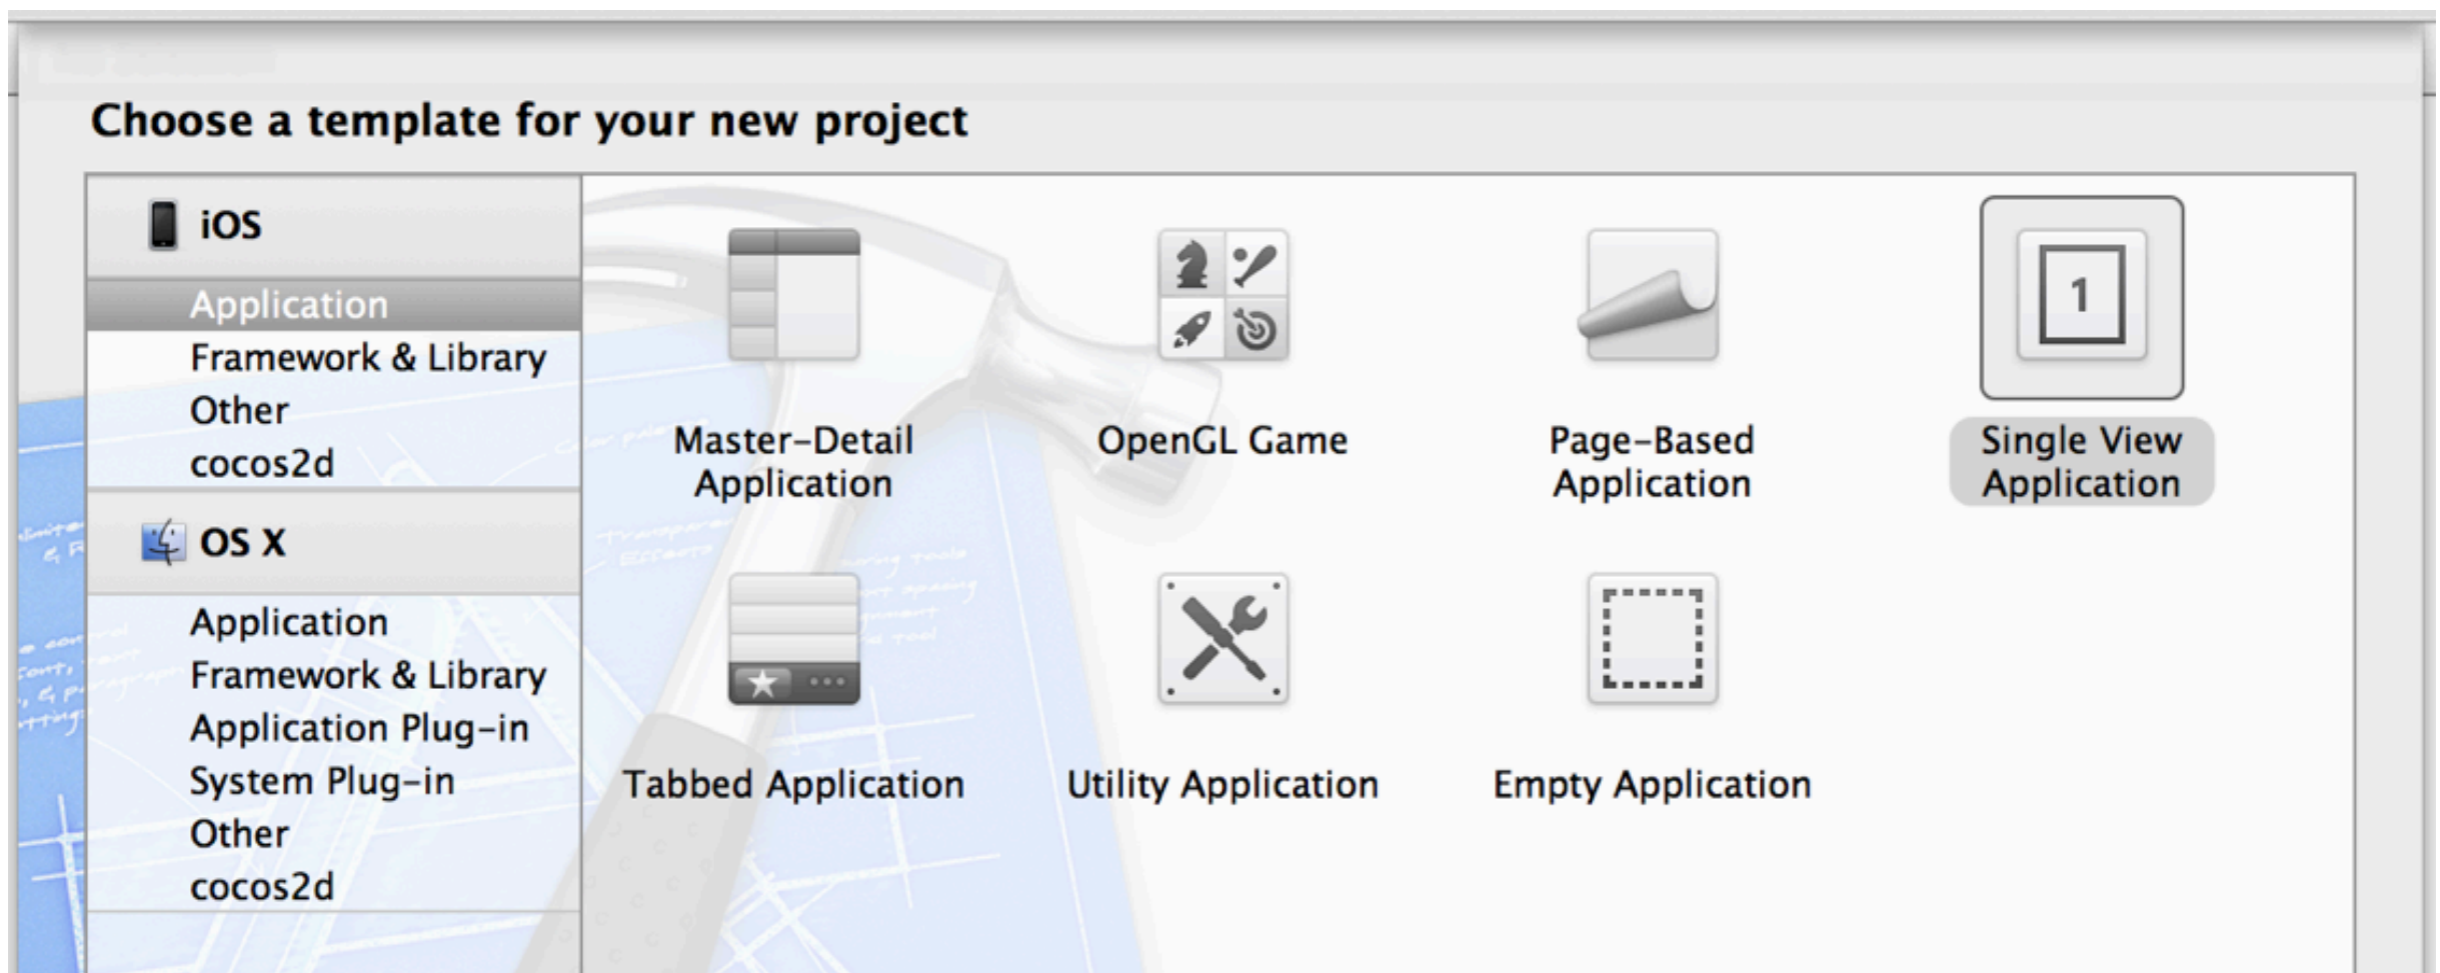 Choose a template for your new project
iOS
Application
Framework & Library
Other
cocos2d
OS X
Application
Framework & Library
Application Plug-in
System Plug-in
Other
cocos2d
Master-Detail
Application
OpenGL Game
Page-Based
Application
1
Single View
Application
Tabbed Application
Utility Application
Empty Application